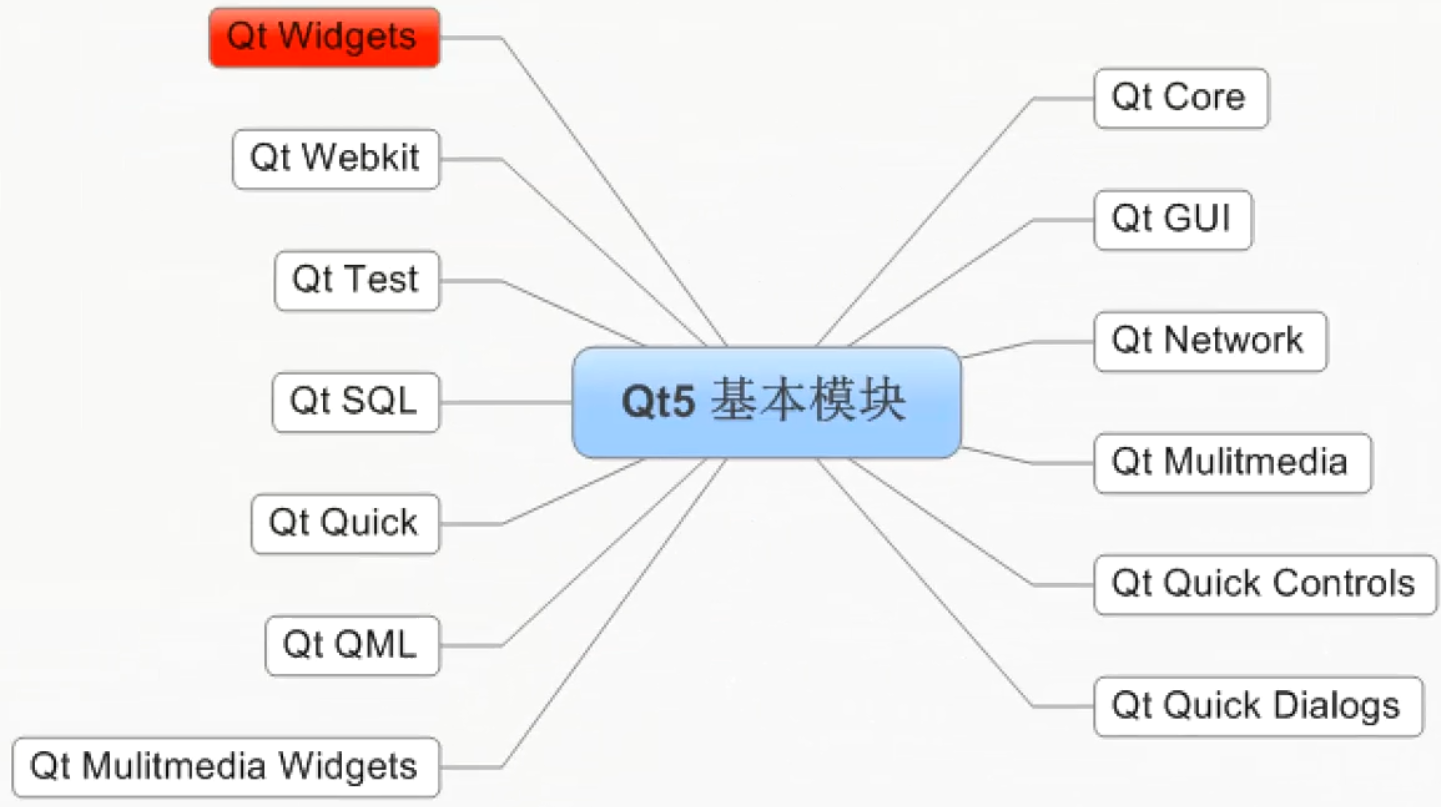 Qt Widgets
Qt Webkit
Qt Test
Qt SQL
Qt Quick
Qt QML
Qt Mulitmedia Widgets
Qt5 基本模块
Qt Core
Qt GUI
Qt Network
Qt Mulitmedia
Qt Quick Controls
Qt Quick Dialogs